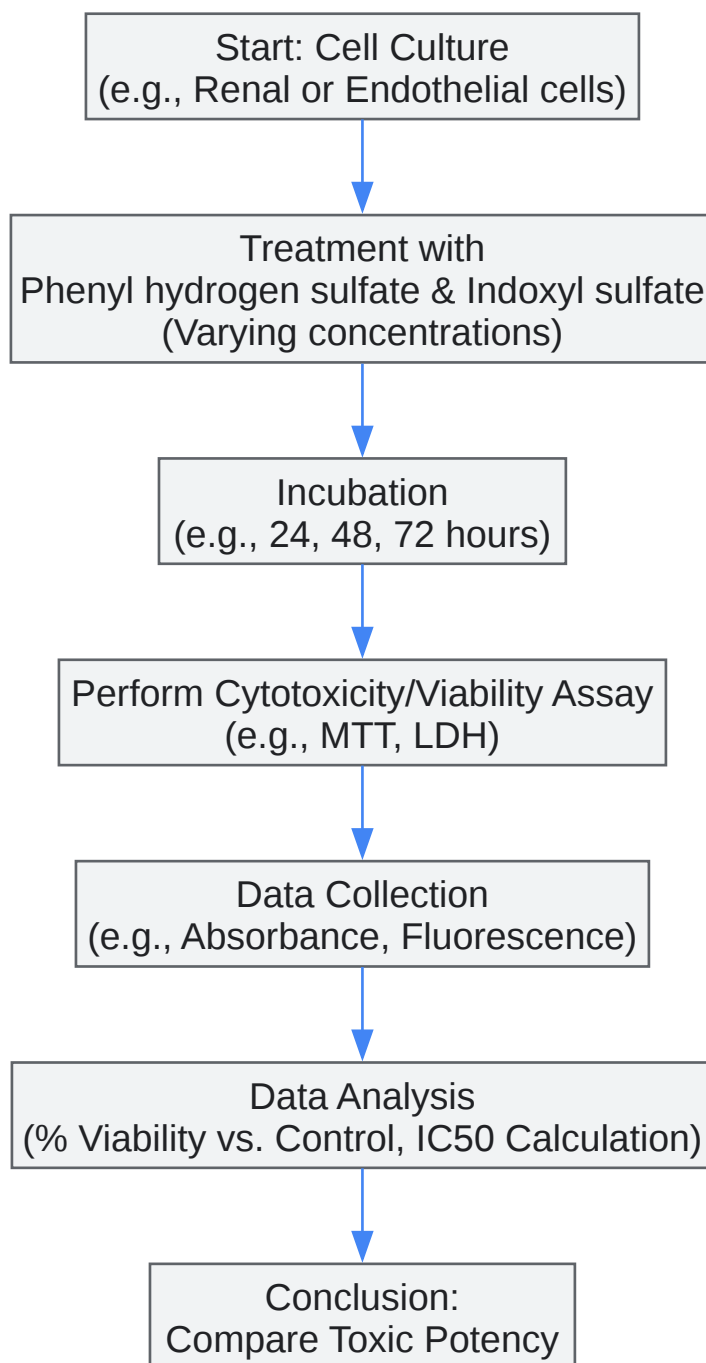 Start: Cell Culture
(e.g., Renal or Endothelial cells)
Treatment with
Phenyl hydrogen sulfate & Indoxyl sulfate
(Varying concentrations)
Incubation
(e.g., 24, 48, 72 hours)
Perform Cytotoxicity/Viability Assay
(e.g., MTT, LDH)
Data Collection
(e.g., Absorbance, Fluorescence)
Data Analysis
(% Viability vs. Control, IC50 Calculation)
Conclusion:
Compare Toxic Potency